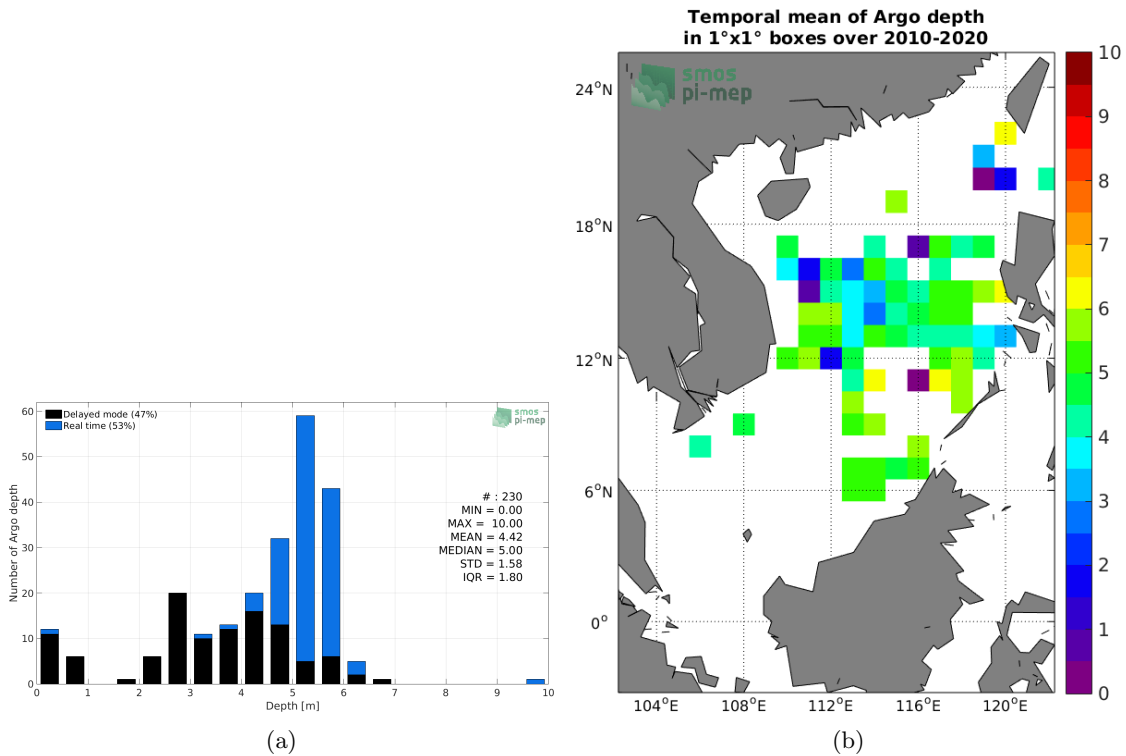 Delayed mode (47%)
Real time (53%)
smos
pi-mep
# : 230
MIN = 0.00
MAX = 10.00
MEAN = 4.42
MEDIAN = 5.00
STD = 1.58
IQR = 1.80
Number of Argo depth
60
50
40
30
20
10
0
0 1 2 3 4 5 6 7 8 9 10
Depth [m]
(a)
Temporal mean of Argo depth
in 1°x1° boxes over 2010-2020
smos
pi-mep
24°N
18°N
12°N
6°N
0°
104°E 108°E 112°E 116°E 120°E
10
9
8
7
6
5
4
3
2
1
0
(b)